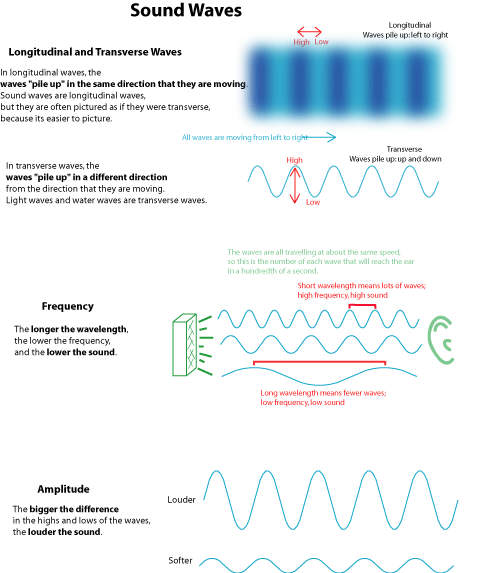 Sound Waves
Longitudinal
Waves pile up: left to right
High Low
Longitudinal and Transverse Waves
In longitudinal waves, the
waves "pile up" in the same direction that they are moving.
Sound waves are longitudinal waves,
but they are often pictured as if they were transverse,
because its easier to picture.
All waves are moving from left to right
Transverse
Waves pile up: up and down
High
Low
In transverse waves, the
waves "pile up" in a different direction
from the direction that they are moving.
Light waves and water waves are transverse waves.
The waves are all travelling at about the same speed,
so this is the number of each wave that will reach the ear
in a hundredth of a second.
Short wavelength means lots of waves;
high frequency, high sound
Frequency
The longer the wavelength,
the lower the frequency,
and the lower the sound.
Long wavelength means fewer waves;
low frequency, low sound
Amplitude
The bigger the difference
in the highs and lows of the waves,
the louder the sound.
Louder
Softer